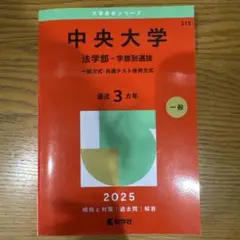 大学赤本シリーズ
315
中央大学
法学部-学部別選抜
一般方式・共通テスト併用方式
最近3カ年
一般
2025
傾向と対策｜過去問｜解答
教学社